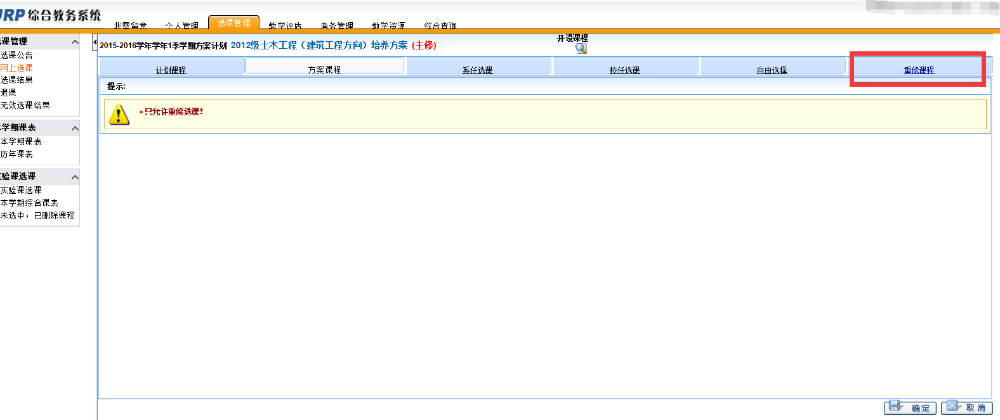 URP 综合教务系统
我需留意 个人管理 选课管理 教学评估 考务管理 教学资源 综合查询
选课管理
选课公告
网上选课
选课结果
退课
无效选课结果
本学期课表
本学期课表
历年课表
实验课选课
实验课选课
本学期综合课表
未选中，已删除课程
2015-2016学年学年1季学期方案计划 2012级土木工程（建筑工程方向）培养方案 (主修)
开设课程
计划课程 方案课程 系任选课 校任选课 自由选择 重修课程
提示:
•只允许重修选课!
确定 取消